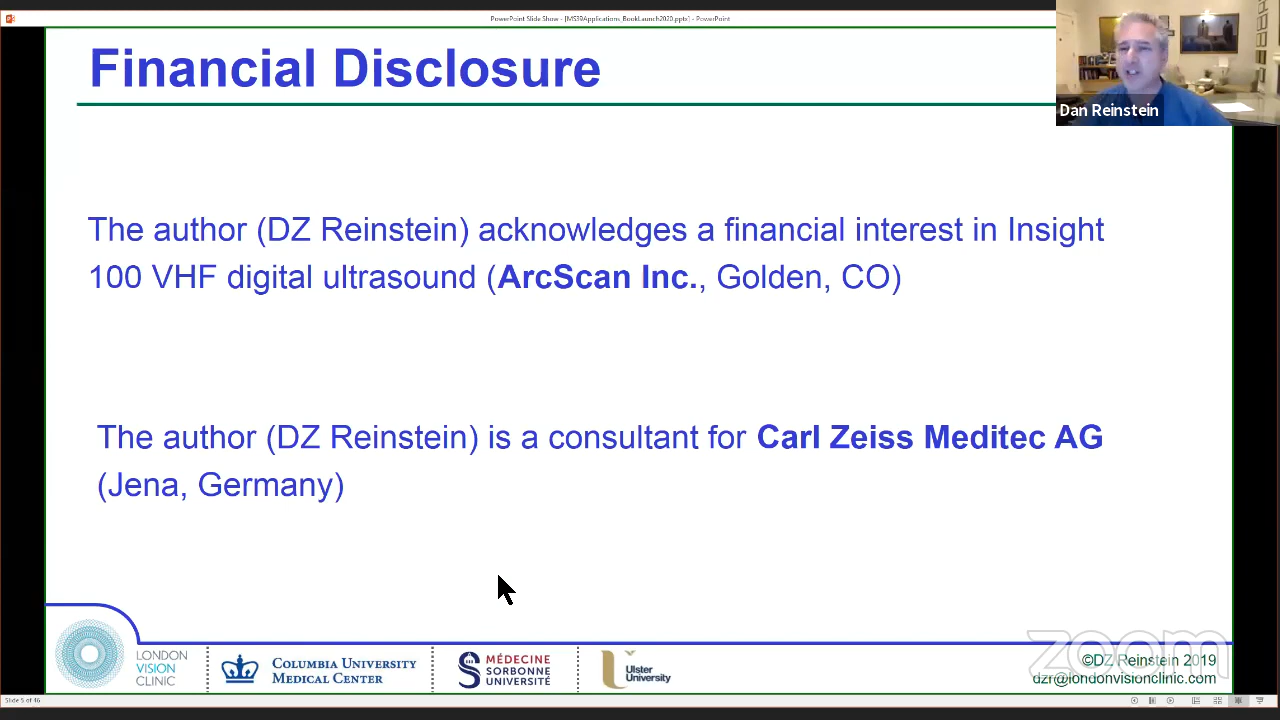 PowerPoint Slide Show - [MS39Applications_BookLaunch2020.pptx] - PowerPoint
Financial Disclosure
Dan Reinstein
The author (DZ Reinstein) acknowledges a financial interest in Insight
100 VHF digital ultrasound (ArcScan Inc., Golden, CO)
The author (DZ Reinstein) is a consultant for Carl Zeiss Meditec AG
(Jena, Germany)
LONDON
VISION
CLINIC
COLUMBIA UNIVERSITY
MEDICAL CENTER
MÉDECINE
SORBONNE
UNIVERSITÉ
Ulster
University
zoom
©DZ Reinstein 2019
dzr@londonvisionclinic.com
Slide 5 of 46